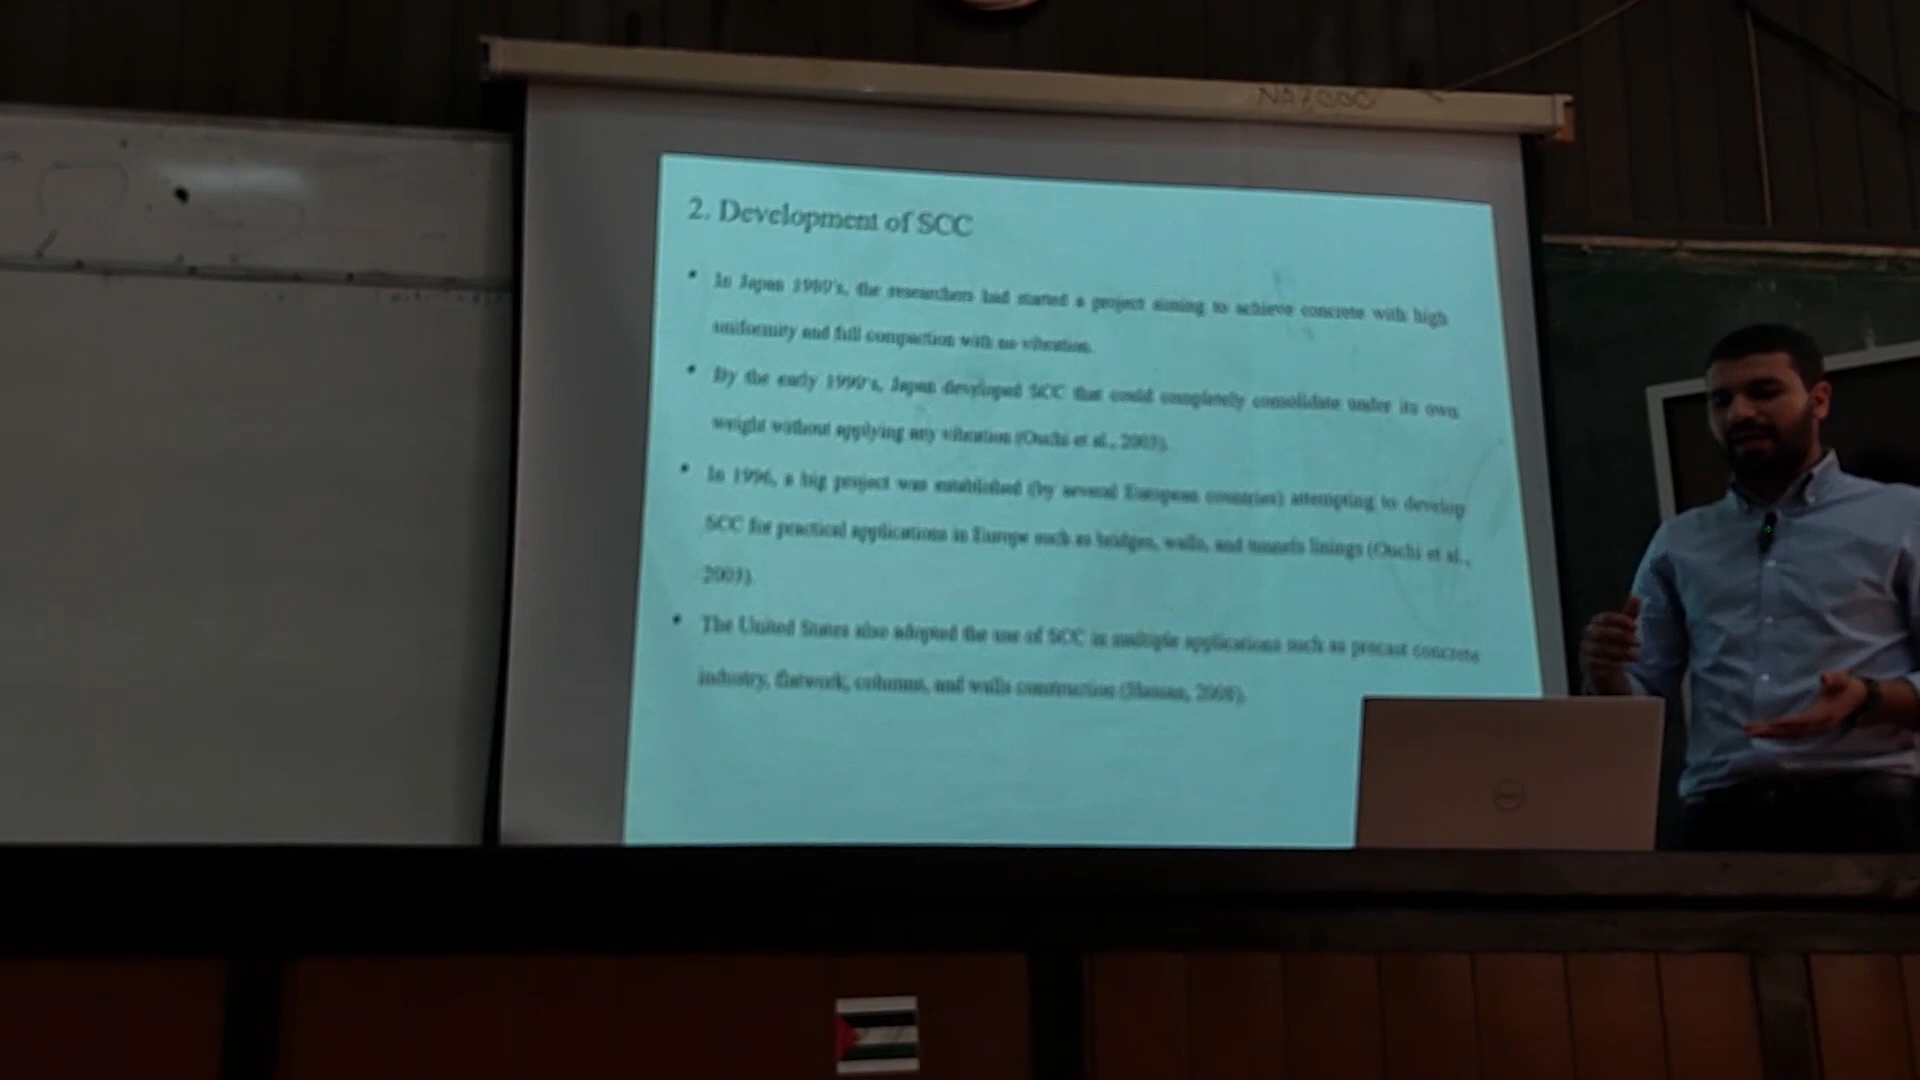 2. Development of SCC
• In Japan 1980's, the researchers had started a project aiming to achieve concrete with high
uniformity and full compaction with no vibration.
• By the early 1990's, Japan developed SCC that could completely consolidate under its own
weight without applying any vibration (Ouchi et al., 2003).
• In 1996, a big project was established (by several European countries) attempting to develop
SCC for practical applications in Europe such as bridges, walls, and tunnels linings (Ouchi et al.,
2003).
• The United States also adopted the use of SCC in multiple applications such as precast concrete
industry, flatwork, columns, and walls construction (Hassan, 2008).